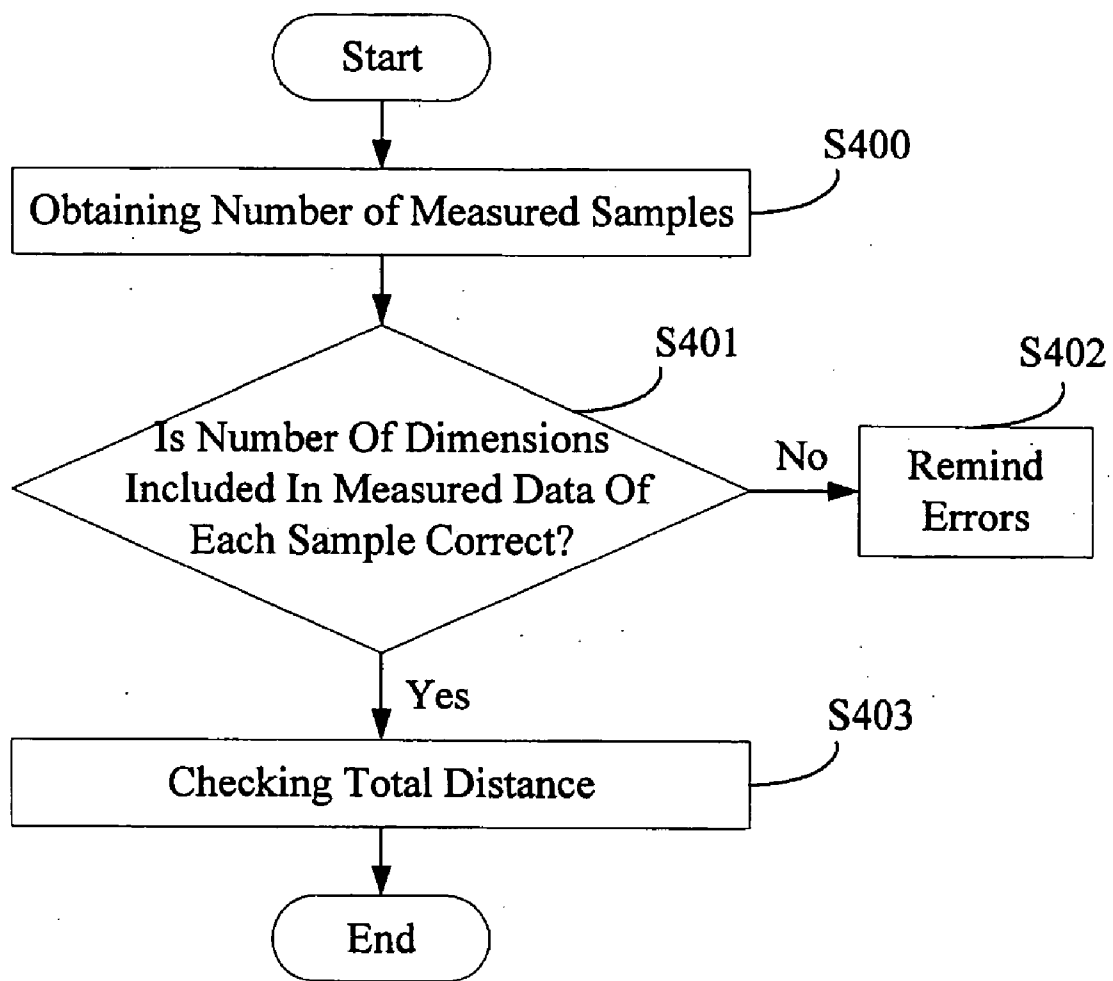 Start
S400
Obtaining Number of Measured Samples
S401
S402
Is Number Of Dimensions
Included In Measured Data Of
Each Sample Correct?
No
Remind
Errors
Yes
S403
Checking Total Distance
End